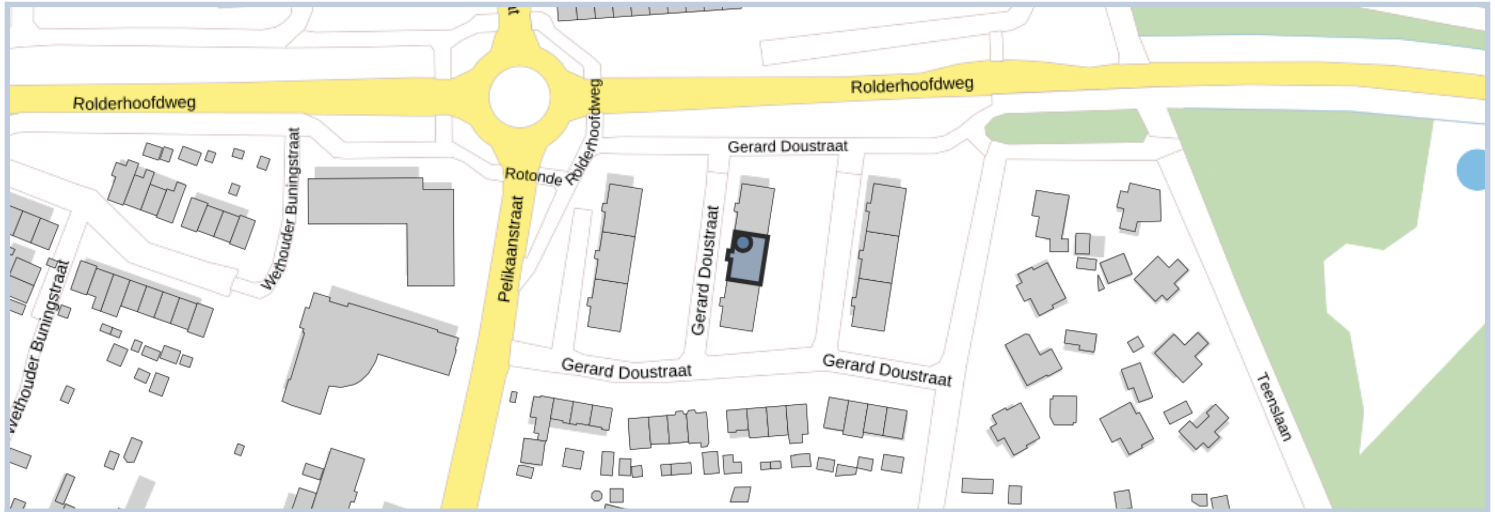 Rolderhoofdweg
Rolderhoofdweg
Rolderhoofdweg
Gerard Doustraat
Rotonde
Wethouder Buningstraat
Pelikaanstraat
Gerard Doustraat
Wethouder Buningstraat
Gerard Doustraat
Gerard Doustraat
Teenslaan